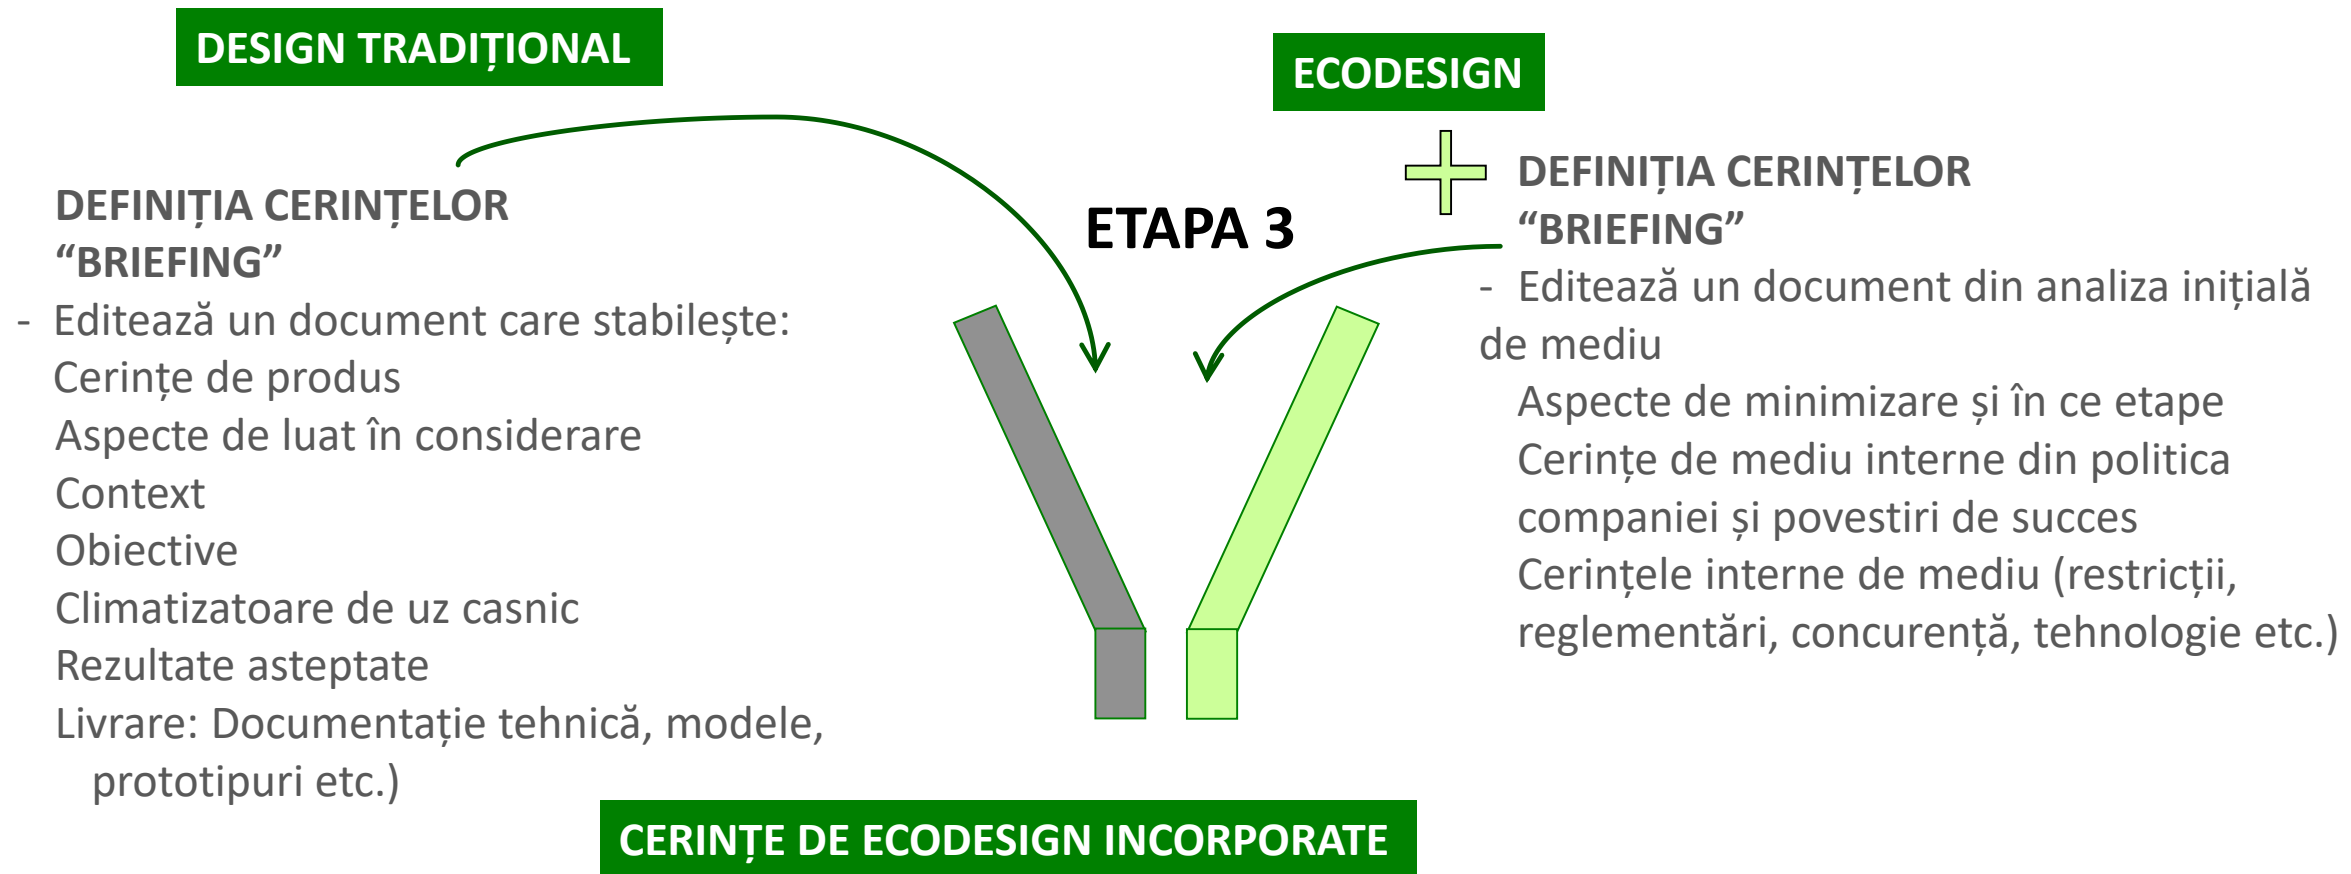 DESIGN TRADIȚIONAL
DEFINIȚIA CERINȚELOR
“BRIEFING”
- Editează un document care stabilește:
Cerințe de produs
Aspecte de luat în considerare
Context
Obiective
Climatizatoare de uz casnic
Rezultate asteptate
Livrare: Documentație tehnică, modele,
prototipuri etc.)
ETAPA 3
ECODESIGN
DEFINIȚIA CERINȚELOR
“BRIEFING”
- Editează un document din analiza inițială
de mediu
Aspecte de minimizare și în ce etape
Cerințe de mediu interne din politica
companiei și povestiri de succes
Cerințele interne de mediu (restricții,
reglementări, concurență, tehnologie etc.)
CERINȚE DE ECODESIGN INCORPORATE